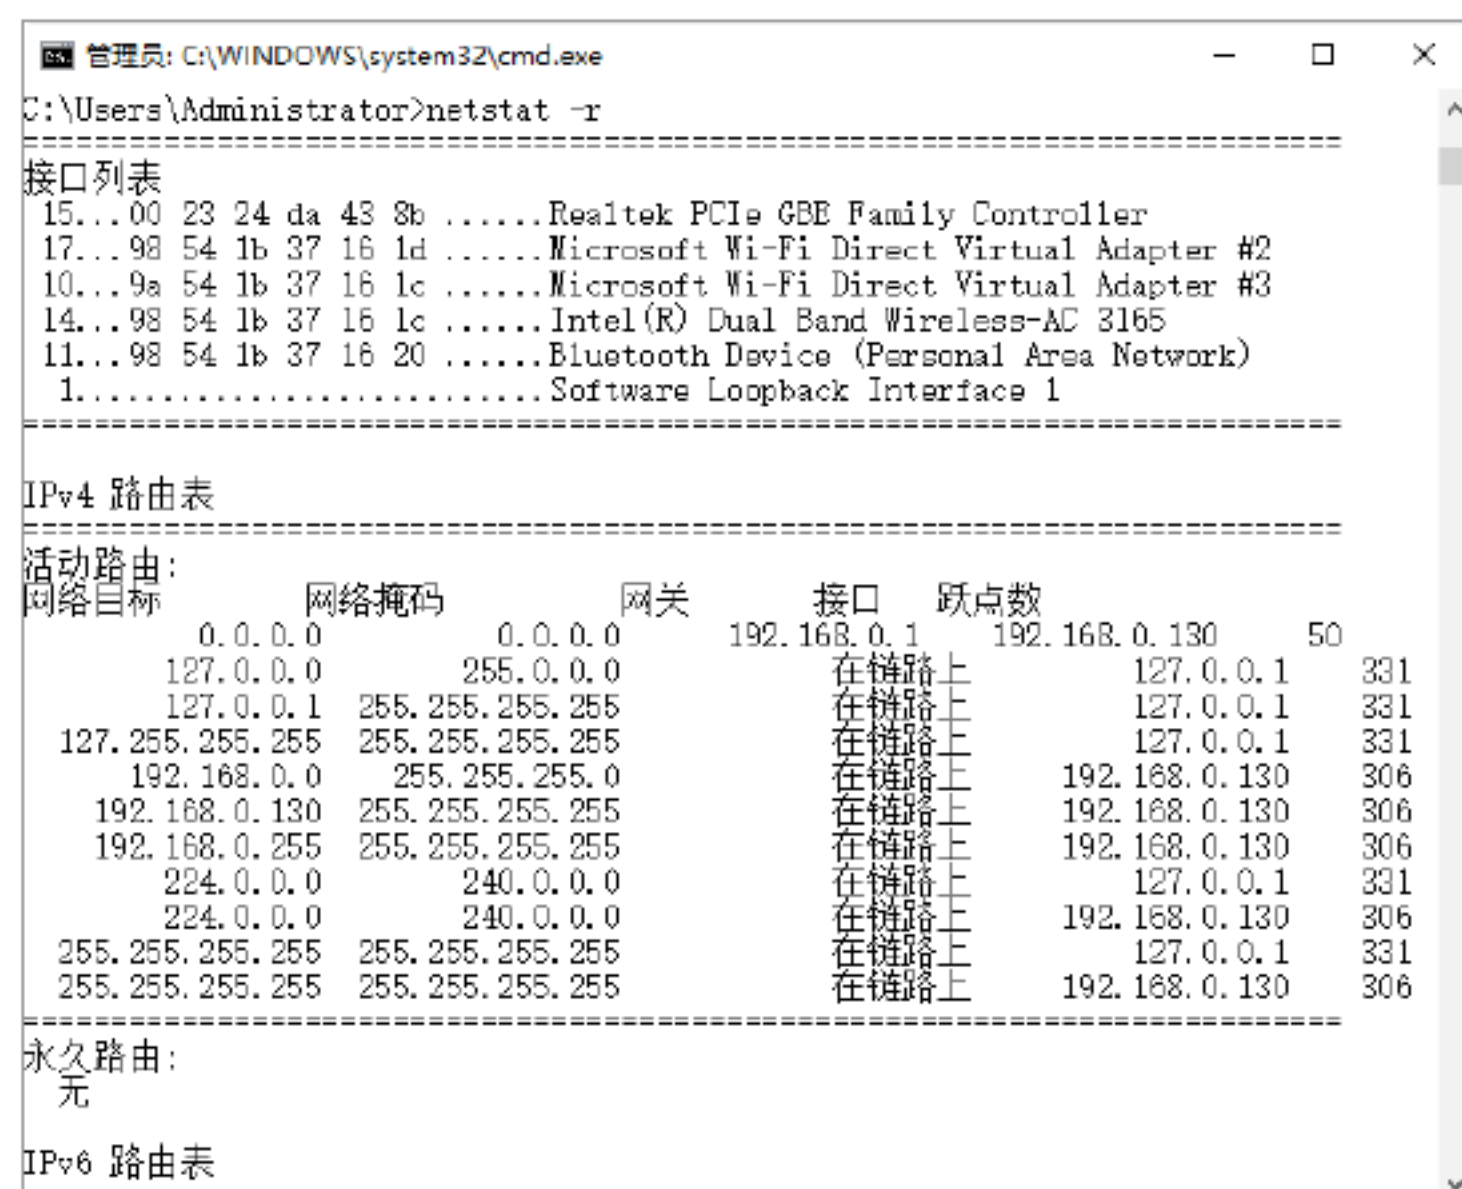 管理员: C:\WINDOWS\system32\cmd.exe
C:\Users\Administrator>netstat -r
===========================================================================
接口列表
 15...00 23 24 da 43 8b ......Realtek PCIe GBE Family Controller
 17...98 54 1b 37 16 1d ......Microsoft Wi-Fi Direct Virtual Adapter #2
 10...9a 54 1b 37 16 1c ......Microsoft Wi-Fi Direct Virtual Adapter #3
 14...98 54 1b 37 16 1c ......Intel(R) Dual Band Wireless-AC 3165
 11...98 54 1b 37 16 20 ......Bluetooth Device (Personal Area Network)
  1...........................Software Loopback Interface 1
===========================================================================
IPv4 路由表
===========================================================================
活动路由:
网络目标        网络掩码          网关       接口   跃点数
          0.0.0.0          0.0.0.0      192.168.0.1    192.168.0.130     50
        127.0.0.0        255.0.0.0            在链路上         127.0.0.1    331
        127.0.0.1  255.255.255.255            在链路上         127.0.0.1    331
  127.255.255.255  255.255.255.255            在链路上         127.0.0.1    331
      192.168.0.0    255.255.255.0            在链路上     192.168.0.130    306
    192.168.0.130  255.255.255.255            在链路上     192.168.0.130    306
    192.168.0.255  255.255.255.255            在链路上     192.168.0.130    306
        224.0.0.0        240.0.0.0            在链路上         127.0.0.1    331
        224.0.0.0        240.0.0.0            在链路上     192.168.0.130    306
  255.255.255.255  255.255.255.255            在链路上         127.0.0.1    331
  255.255.255.255  255.255.255.255            在链路上     192.168.0.130    306
===========================================================================
永久路由:
  无
IPv6 路由表